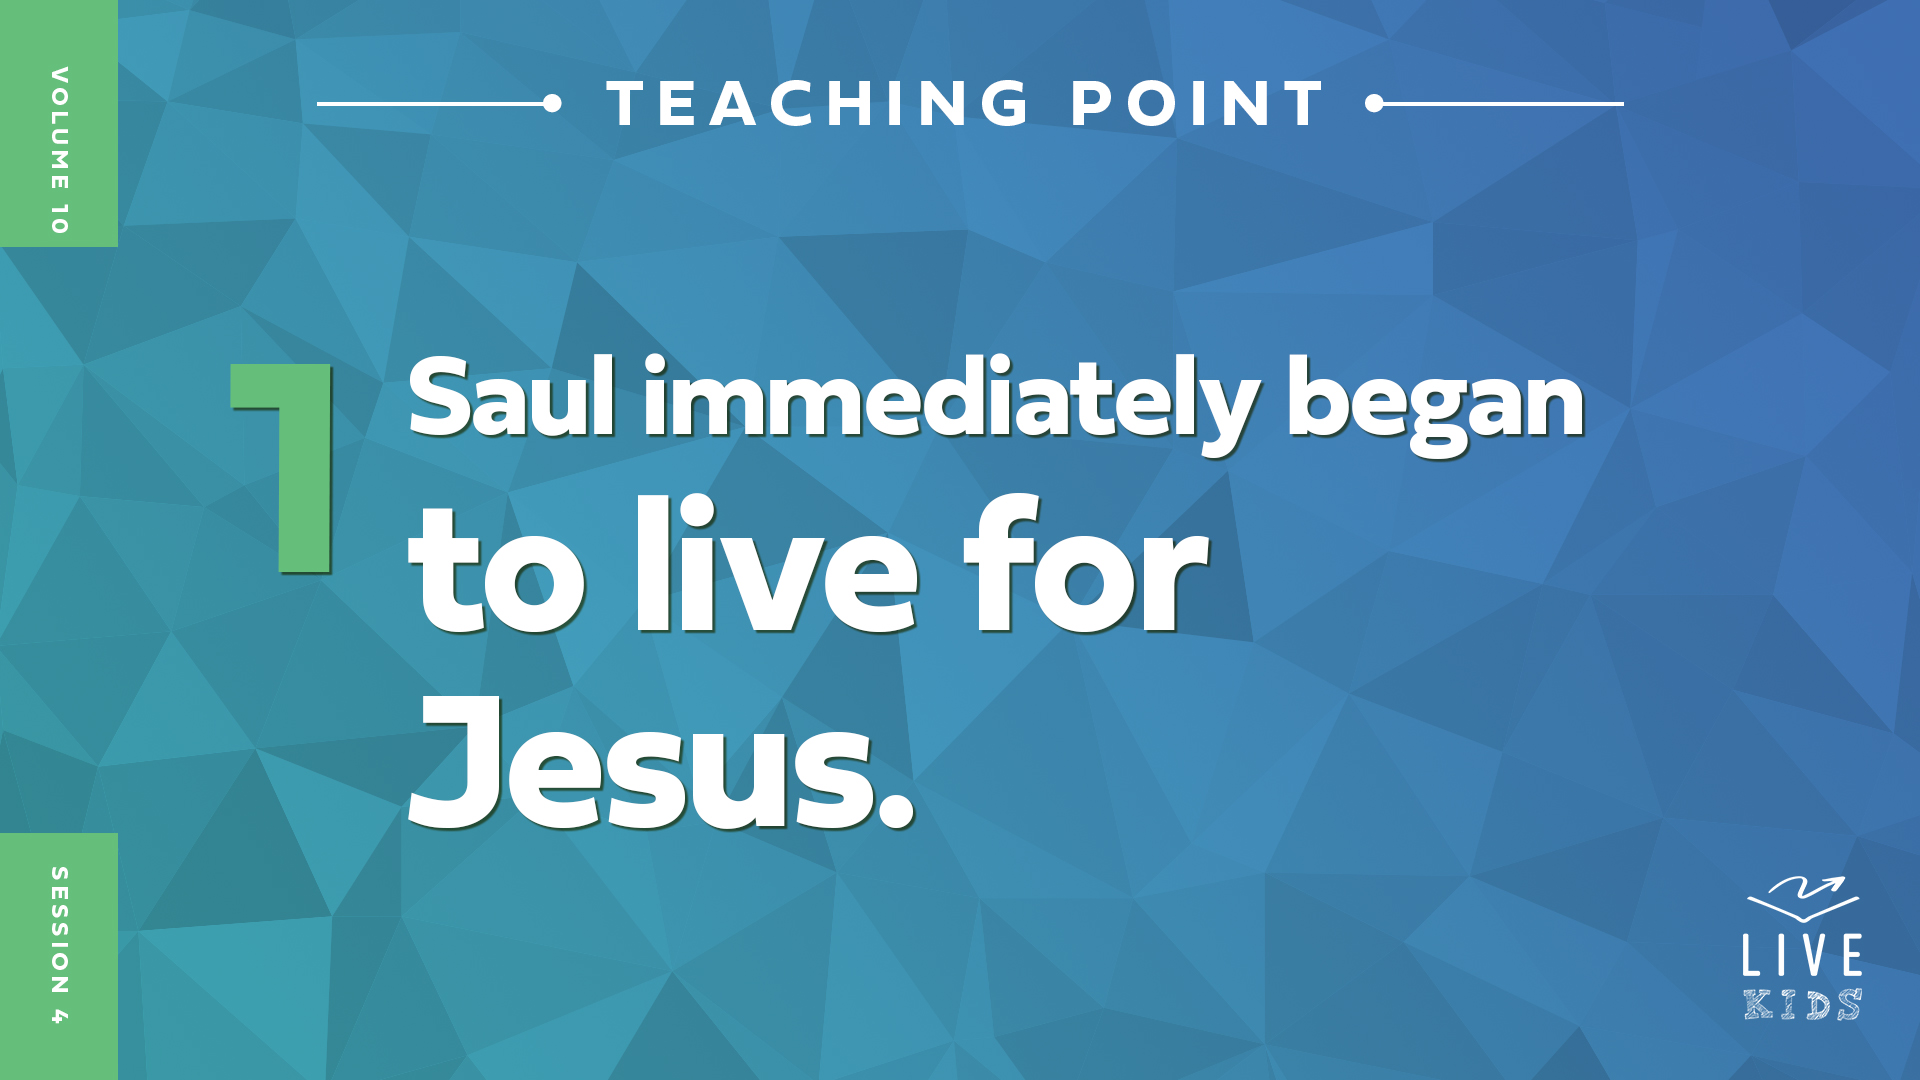 VOLUME 10
TEACHING POINT
1
Saul immediately began
to live for
Jesus.
SESSION 4
LIVE
KIDS